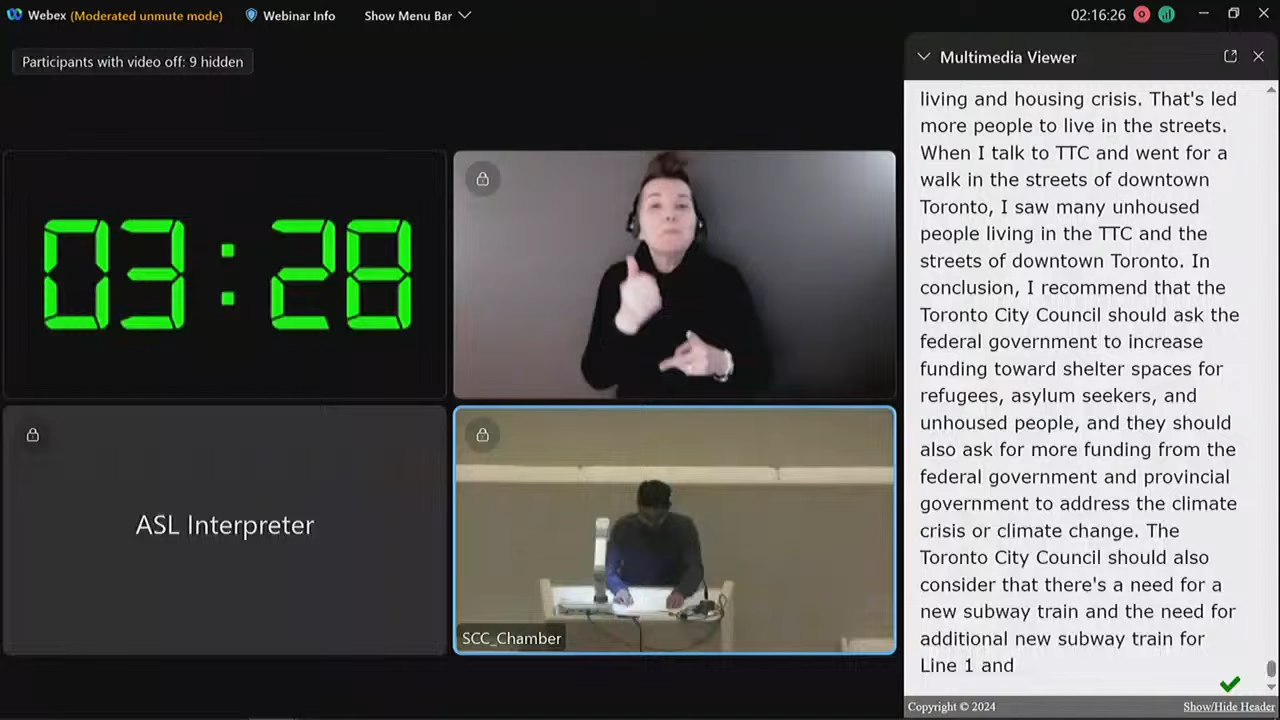 Webex (Moderated unmute mode) Webinar Info Show Menu Bar 02:16:26
Participants with video off: 9 hidden
03:28
ASL Interpreter
SCC_Chamber
Multimedia Viewer
living and housing crisis. That's led
more people to live in the streets.
When I talk to TTC and went for a
walk in the streets of downtown
Toronto, I saw many unhoused
people living in the TTC and the
streets of downtown Toronto. In
conclusion, I recommend that the
Toronto City Council should ask the
federal government to increase
funding toward shelter spaces for
refugees, asylum seekers, and
unhoused people, and they should
also ask for more funding from the
federal government and provincial
government to address the climate
crisis or climate change. The
Toronto City Council should also
consider that there's a need for a
new subway train and the need for
additional new subway train for
Line 1 and
Copyright © 2024 Show/Hide Header